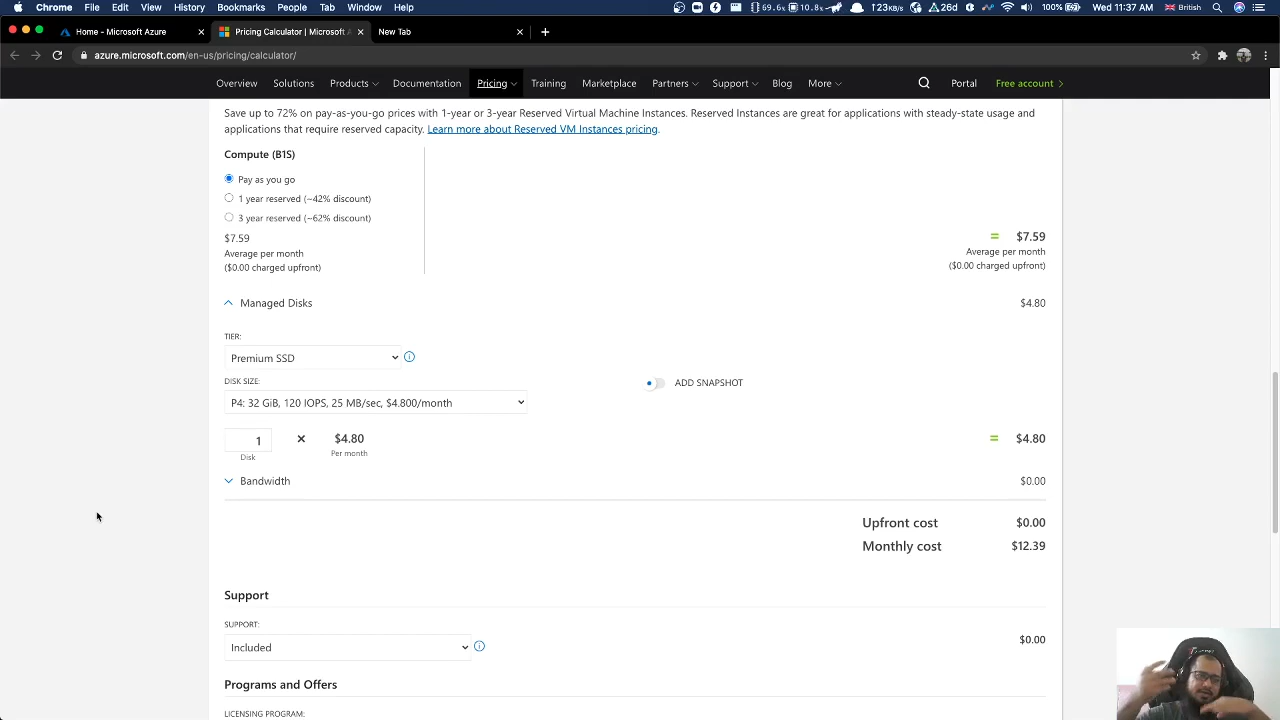 Chrome File Edit View History Bookmarks People Tab Window Help
69.6s 10.8s 123KB/s 26d 100% British Wed 11:37 AM
Home - Microsoft Azure
Pricing Calculator | Microsoft A
New Tab
azure.microsoft.com/en-us/pricing/calculator/
Overview Solutions Products Pricing Documentation Training Marketplace Partners Support Blog More Portal Free account
Save up to 72% on pay-as-you-go prices with 1-year or 3-year Reserved Virtual Machine Instances. Reserved Instances are great for applications with steady-state usage and
applications that require reserved capacity. Learn more about Reserved VM Instances pricing.
Compute (B1S)
Pay as you go
1 year reserved (~42% discount)
3 year reserved (~62% discount)
$7.59
Average per month
($0.00 charged upfront)
= $7.59
Average per month
($0.00 charged upfront)
Managed Disks $4.80
TIER:
Premium SSD
DISK SIZE:
P4: 32 GiB, 120 IOPS, 25 MB/sec, $4.800/month
ADD SNAPSHOT
1 × $4.80 = $4.80
Disk Per month
Bandwidth $0.00
Upfront cost $0.00
Monthly cost $12.39
Support
SUPPORT:
Included
$0.00
Programs and Offers
LICENSING PROGRAM: